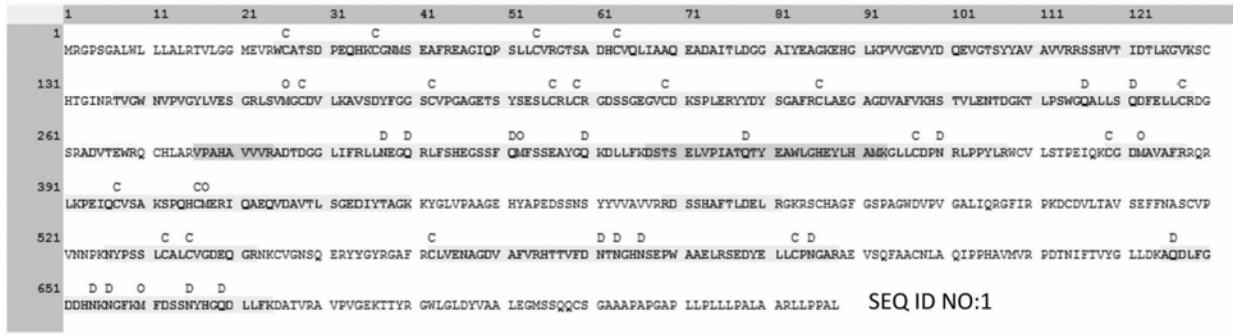 1 11 21 31 41 51 61 71 81 91 101 111 121
C C C C
1 MRGPSGALWL LLALRTVLGG MEVRWCATSD PEQHKCGNMS EAFREAGIQP SLLCVRGTSA DHCVQLIAAQ EADAITLDGG AIYEAGKEHG LKPVVGEVYD QEVGTSYYAV AVVRRSSHVT IDTLKGVKSC
O C C C C C C D D C
131 HTGINRTVGW NVPVGYLVES GRLSVMGCDV LKAVSDYFGG SCVPGAGETS YSESLCRLCR GDSSGEGVCD KSPLERYYDY SGAFRCLAEG AGDVAFVKHS TVLENTDGKT LPSWGQALLS QDFELLCRDG
D D DO D D C D C O
261 SRADVTEWRQ CHLARVPAHA VVVRADTDGG LIFRLLNEGQ RLFSHEGSSF QMFSSEAYGQ KDLLFKDSTS ELVPIATQTY EAWLGHEYLH AMKGLLCDPN RLPPYLRWCV LSTPEIQKCG DMAVAFRRQR
C CO
391 LKPEIQCVSA KSPQHCMERI QAEQVDAVTL SGEDIYTAGK KYGLVPAAGE HYAPEDSSNS YYVVAVVRRD SSHAFTLDEL RGKRSCHAGF GSPAGWDVPV GALIQRGFIR PKDCDVLTAV SEFFNASCVP
C C C D D D C D D
521 VNNPKNYPSS LCALCVGDEQ GRNKCVGNSQ ERYYGYRGAF RCLVENAGDV AFVRHTTVFD NTNGHNSEPW AAELRSEDYE LLCPNGARAE VSQFAACNLA QIPPHAVMVR PDTNIFTVYG LLDKAQDLFG
D D O D D
651 DDHNKNGFKM FDSSNYHGQD LLFKDATVRA VPVGEKTTYR GWLGLDYVAA LEGMSSQQCS GAAAPAPGAP LLPLLLPALA ARLLPPAL SEQ ID NO:1